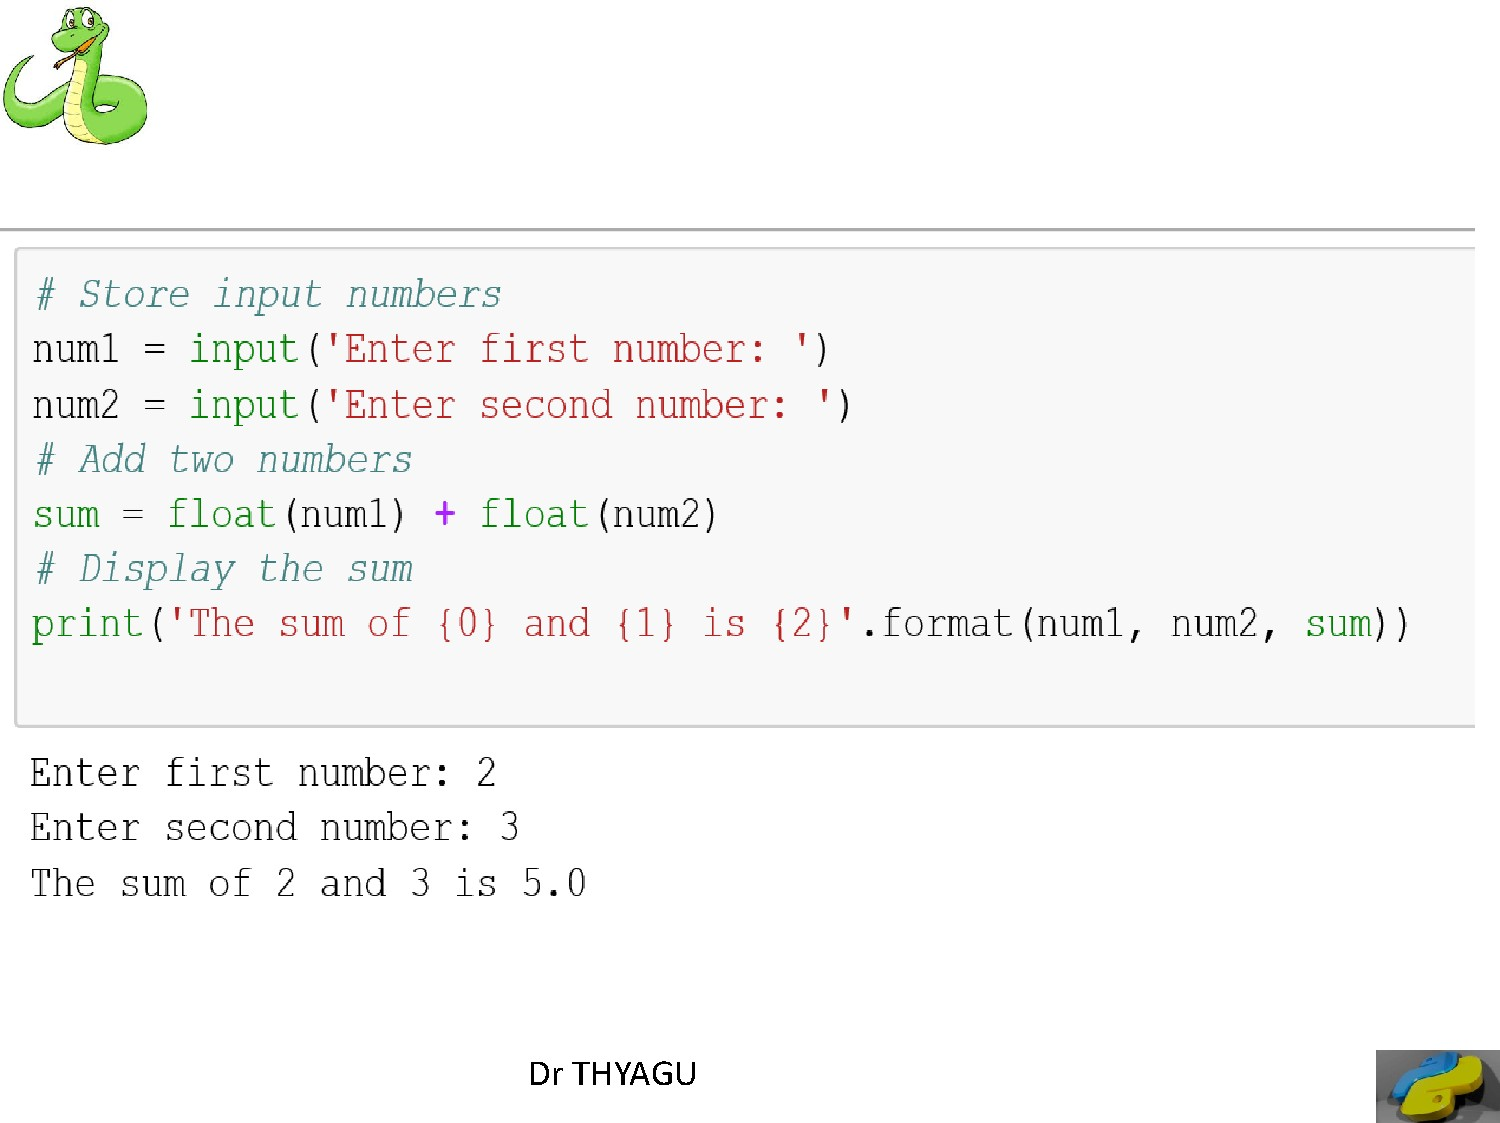 # Store input numbers
num1 = input('Enter first number: ')
num2 = input('Enter second number: ')
# Add two numbers
sum = float(num1) + float(num2)
# Display the sum
print('The sum of {0} and {1} is {2}'.format(num1, num2, sum))
Enter first number: 2
Enter second number: 3
The sum of 2 and 3 is 5.0
Dr THYAGU